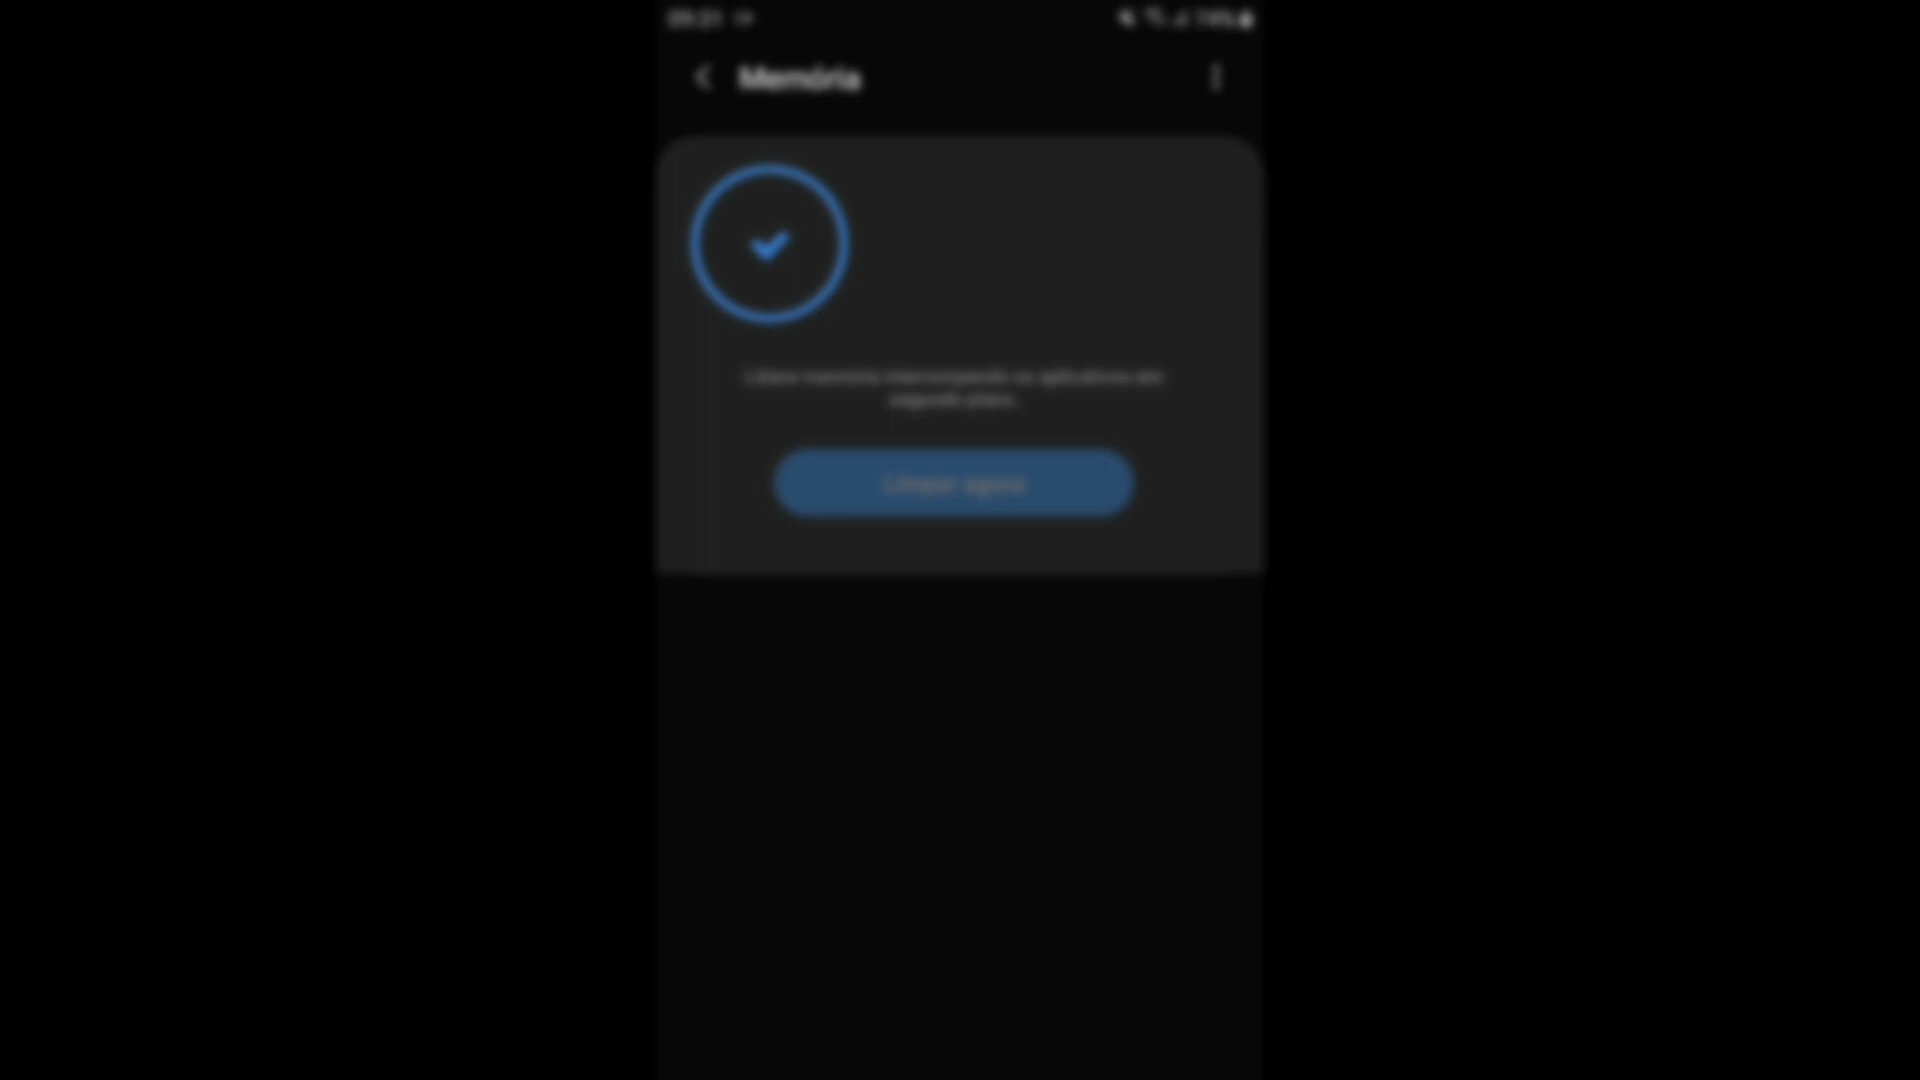 Memória
Libere memória interrompendo os aplicativos em
segundo plano.
Limpar agora